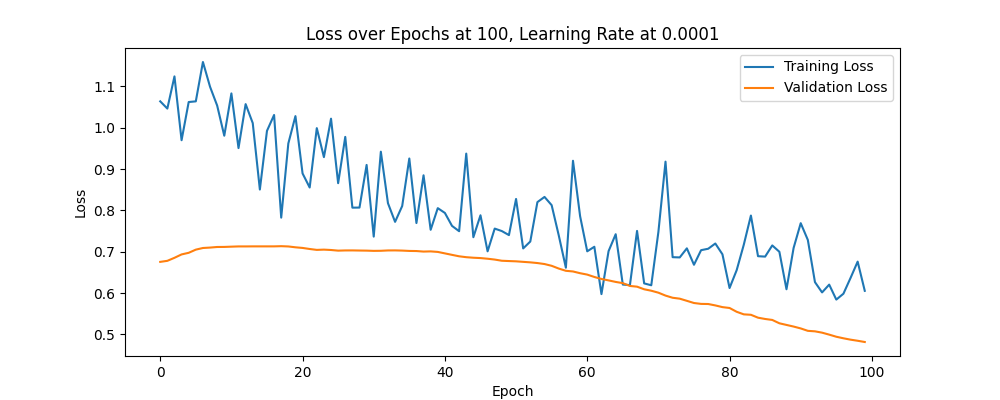 Loss over Epochs at 100, Learning Rate at 0.0001
Training Loss
Validation Loss
Loss
1.1
1.0
0.9
0.8
0.7
0.6
0.5
0 20 40 60 80 100
Epoch